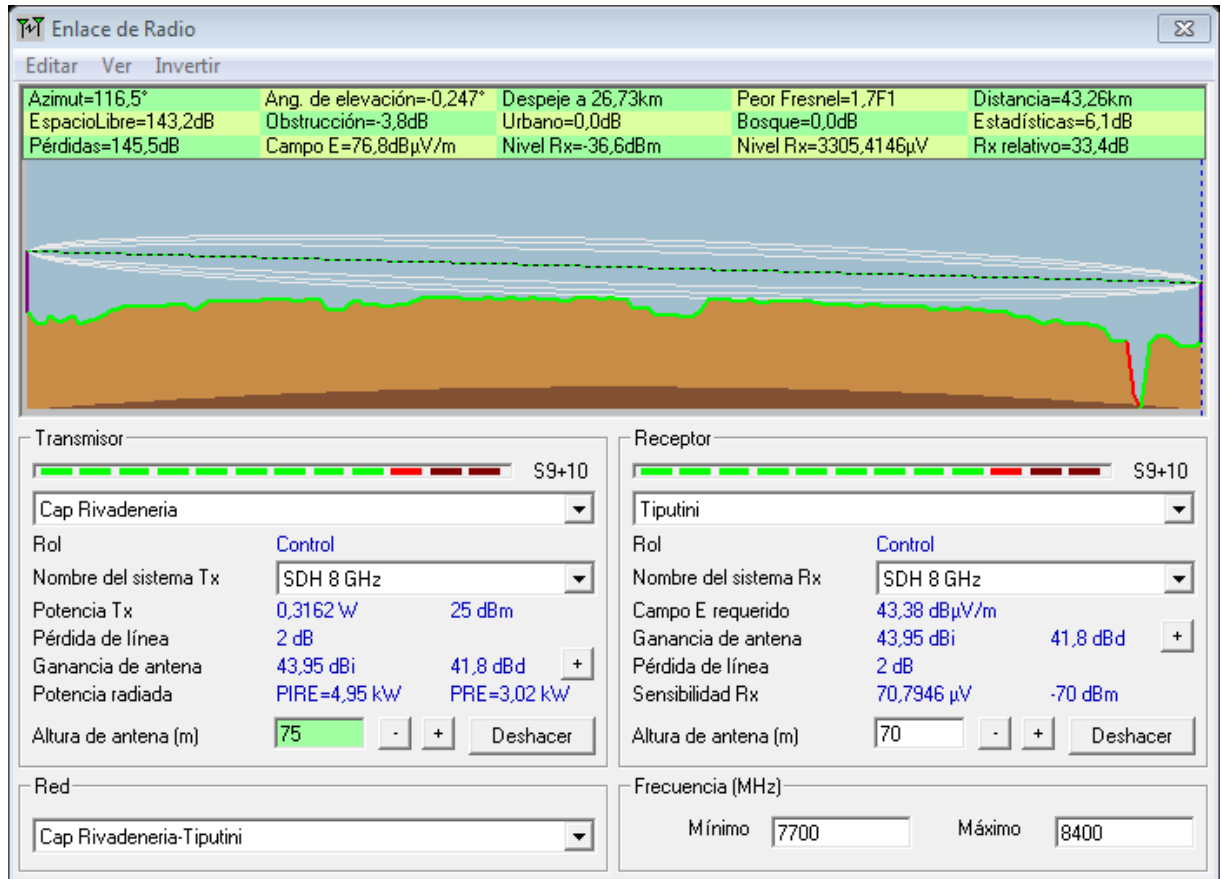 Enlace de Radio
Editar Ver Invertir
Azimut=116,5° Ang. de elevación=-0,247° Despeje a 26,73km Peor Fresnel=1,7F1 Distancia=43,26km
EspacioLibre=143,2dB Obstrucción=-3,8dB Urbano=0,0dB Bosque=0,0dB Estadísticas=6,1dB
Pérdidas=145,5dB Campo E=76,8dBµV/m Nivel Rx=-36,6dBm Nivel Rx=3305,4146µV Rx relativo=33,4dB
Transmisor
S9+10
Cap Rivadeneria
Rol Control
Nombre del sistema Tx SDH 8 GHz
Potencia Tx 0,3162 W 25 dBm
Pérdida de línea 2 dB
Ganancia de antena 43,95 dBi 41,8 dBd +
Potencia radiada PIRE=4,95 kW PRE=3,02 kW
Altura de antena (m) 75 - + Deshacer
Receptor
S9+10
Tiputini
Rol Control
Nombre del sistema Rx SDH 8 GHz
Campo E requerido 43,38 dBµV/m
Ganancia de antena 43,95 dBi 41,8 dBd +
Pérdida de línea 2 dB
Sensibilidad Rx 70,7946 µV -70 dBm
Altura de antena (m) 70 - + Deshacer
Red
Cap Rivadeneria-Tiputini
Frecuencia (MHz)
Mínimo 7700 Máximo 8400